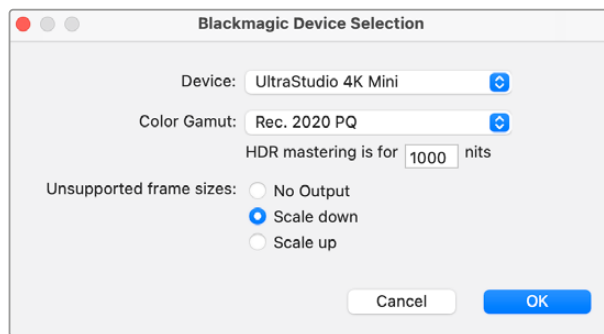 Blackmagic Device Selection
Device: UltraStudio 4K Mini
Color Gamut: Rec. 2020 PQ
HDR mastering is for 1000 nits
Unsupported frame sizes: No Output
Scale down
Scale up
Cancel OK